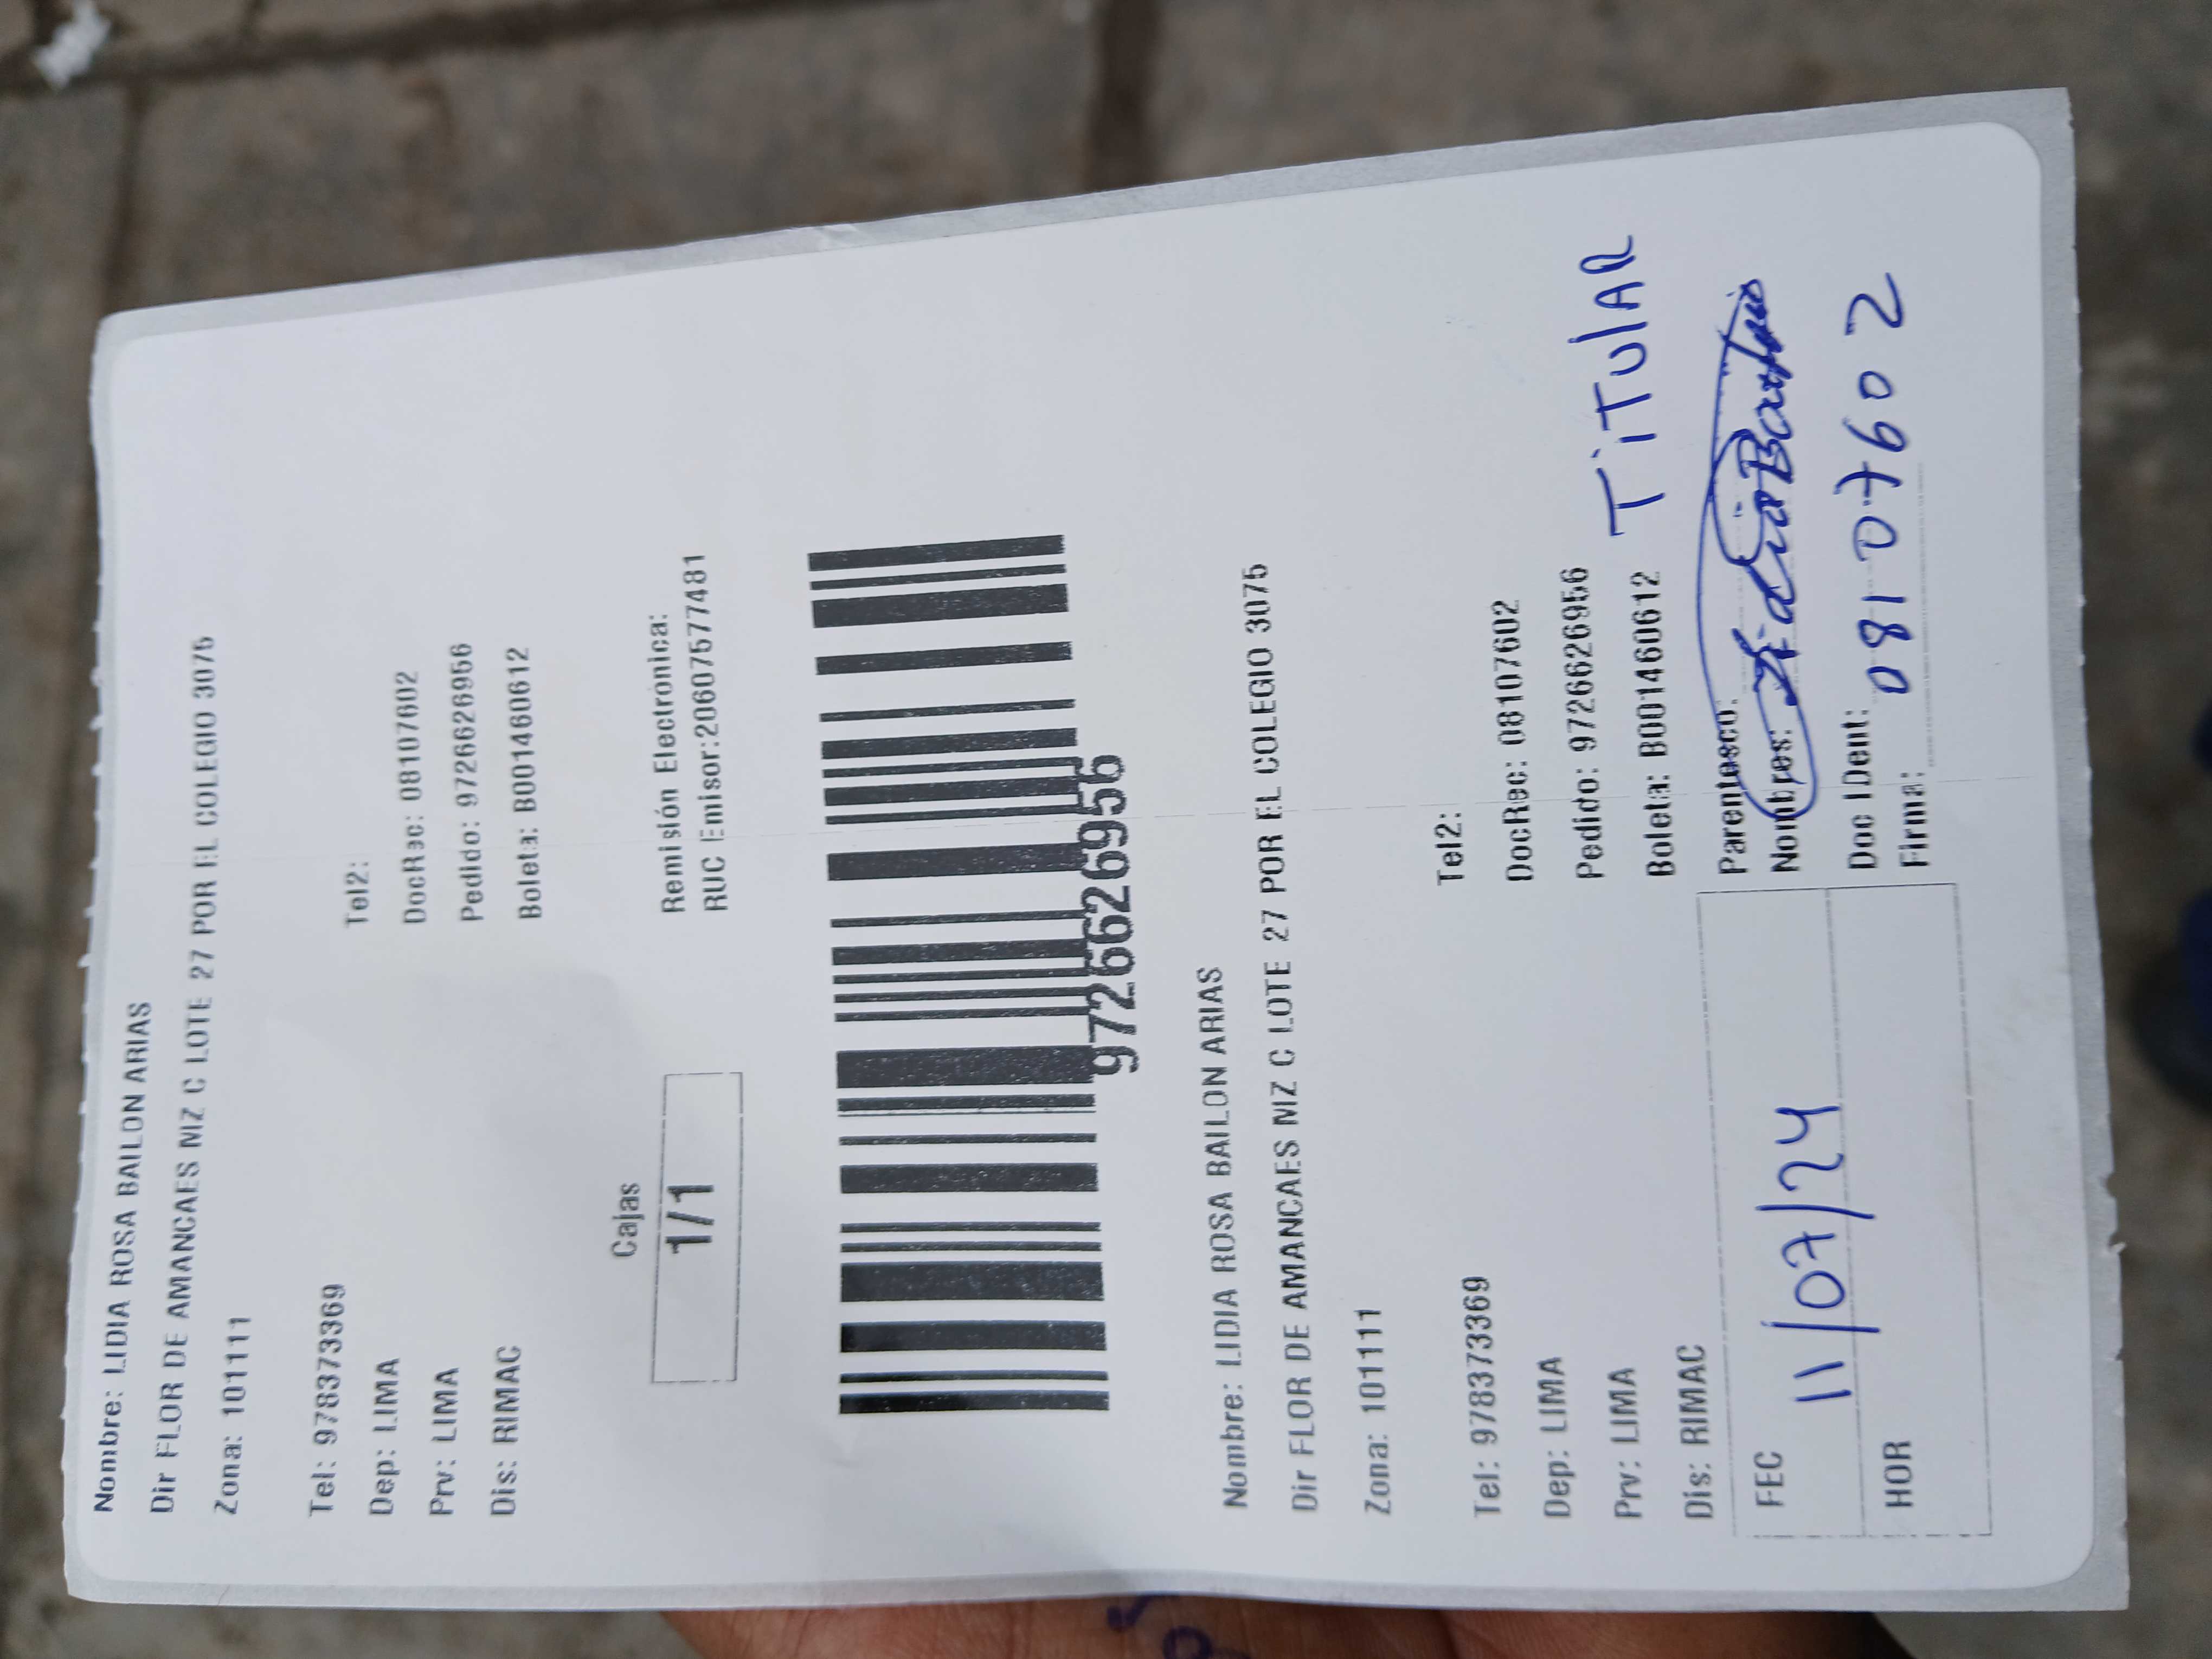 Nombre: LIDIA ROSA BAILON ARIAS
Dir FLOR DE AMANCAES MZ C LOTE 27 POR EL COLEGIO 3075
Zona: 101111
Tel: 978373369 Tel2:
Dep: LIMA DocRec: 08107602
Prv: LIMA Pedido: 972662695​6
Dis: RIMAC Boleta: B001460612
Cajas Remisión Electrónica:
1/1 RUC Emisor:20607577481
9726626956
Nombre: LIDIA ROSA BAILON ARIAS
Dir FLOR DE AMANCAES MZ C LOTE 27 POR EL COLEGIO 3075
Zona: 101111
Tel: 978373369 Tel2:
Dep: LIMA DocRec: 08107602
Prv: LIMA Pedido: 9726626956
Dis: RIMAC Boleta: B001460612 TiTULAR
FEC 11/07/24 Parentesco:
Nombres: Lidia
HOR Doc Ident: 08107602
Firma: